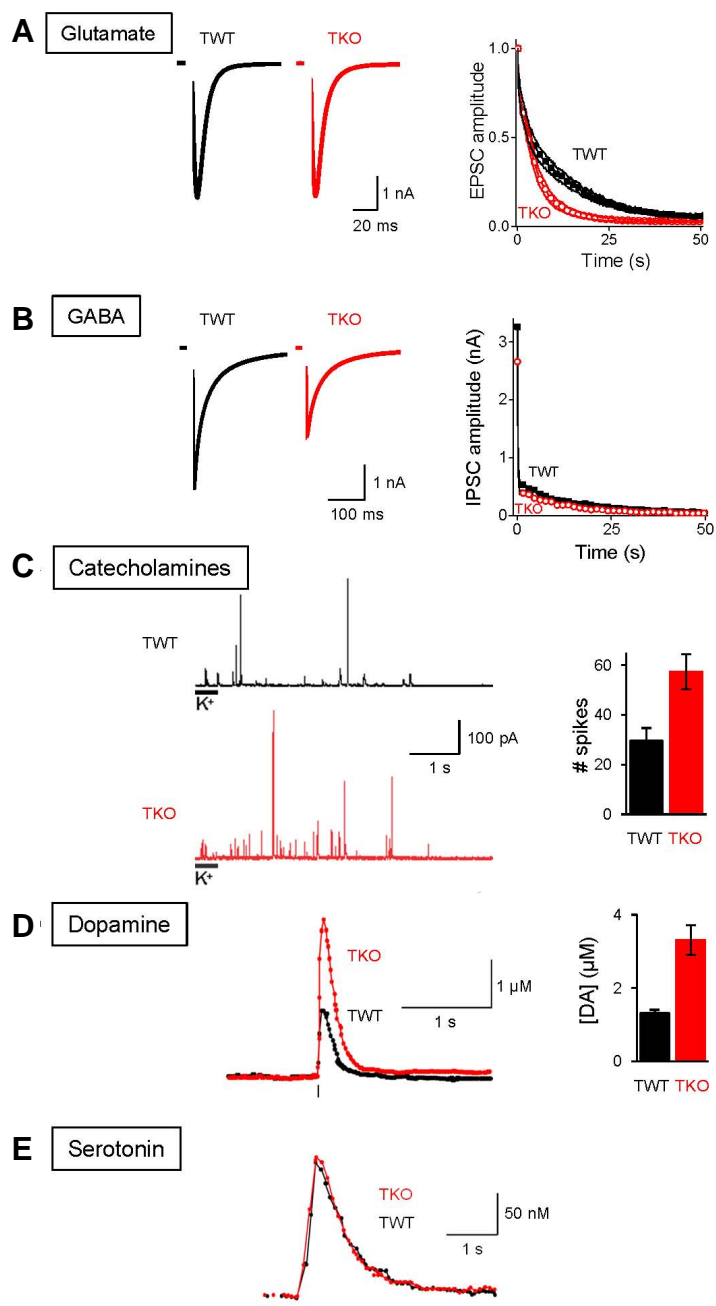 A Glutamate TWT TKO
1 nA
20 ms
EPSC amplitude
1.0
0.5
0.0
TWT
TKO
0 25 50
Time (s)
B GABA TWT TKO
1 nA
100 ms
IPSC amplitude (nA)
3
2
1
0
TWT
TKO
0 25 50
Time (s)
C Catecholamines
TWT
K+
100 pA
1 s
TKO
K+
# spikes
60
40
20
0
TWT TKO
D Dopamine
TKO
TWT
1 µM
1 s
[DA] (µM)
4
2
0
TWT TKO
E Serotonin
TKO
TWT
50 nM
1 s